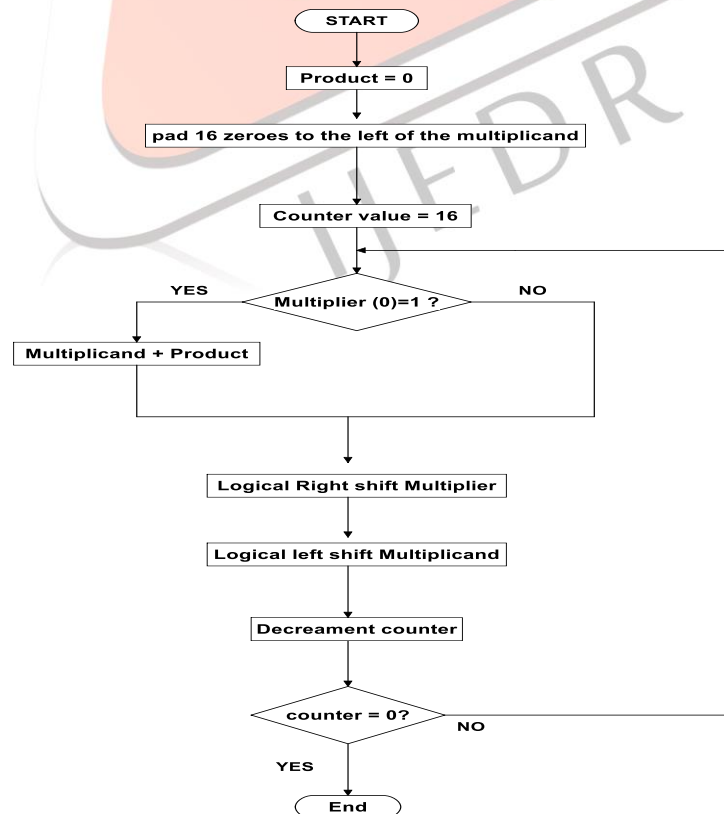 START
Product = 0
pad 16 zeroes to the left of the multiplicand
Counter value = 16
Multiplier (0)=1 ?
YES
NO
Multiplicand + Product
Logical Right shift Multiplier
Logical left shift Multiplicand
Decreament counter
counter = 0?
NO
YES
End
IJEDR